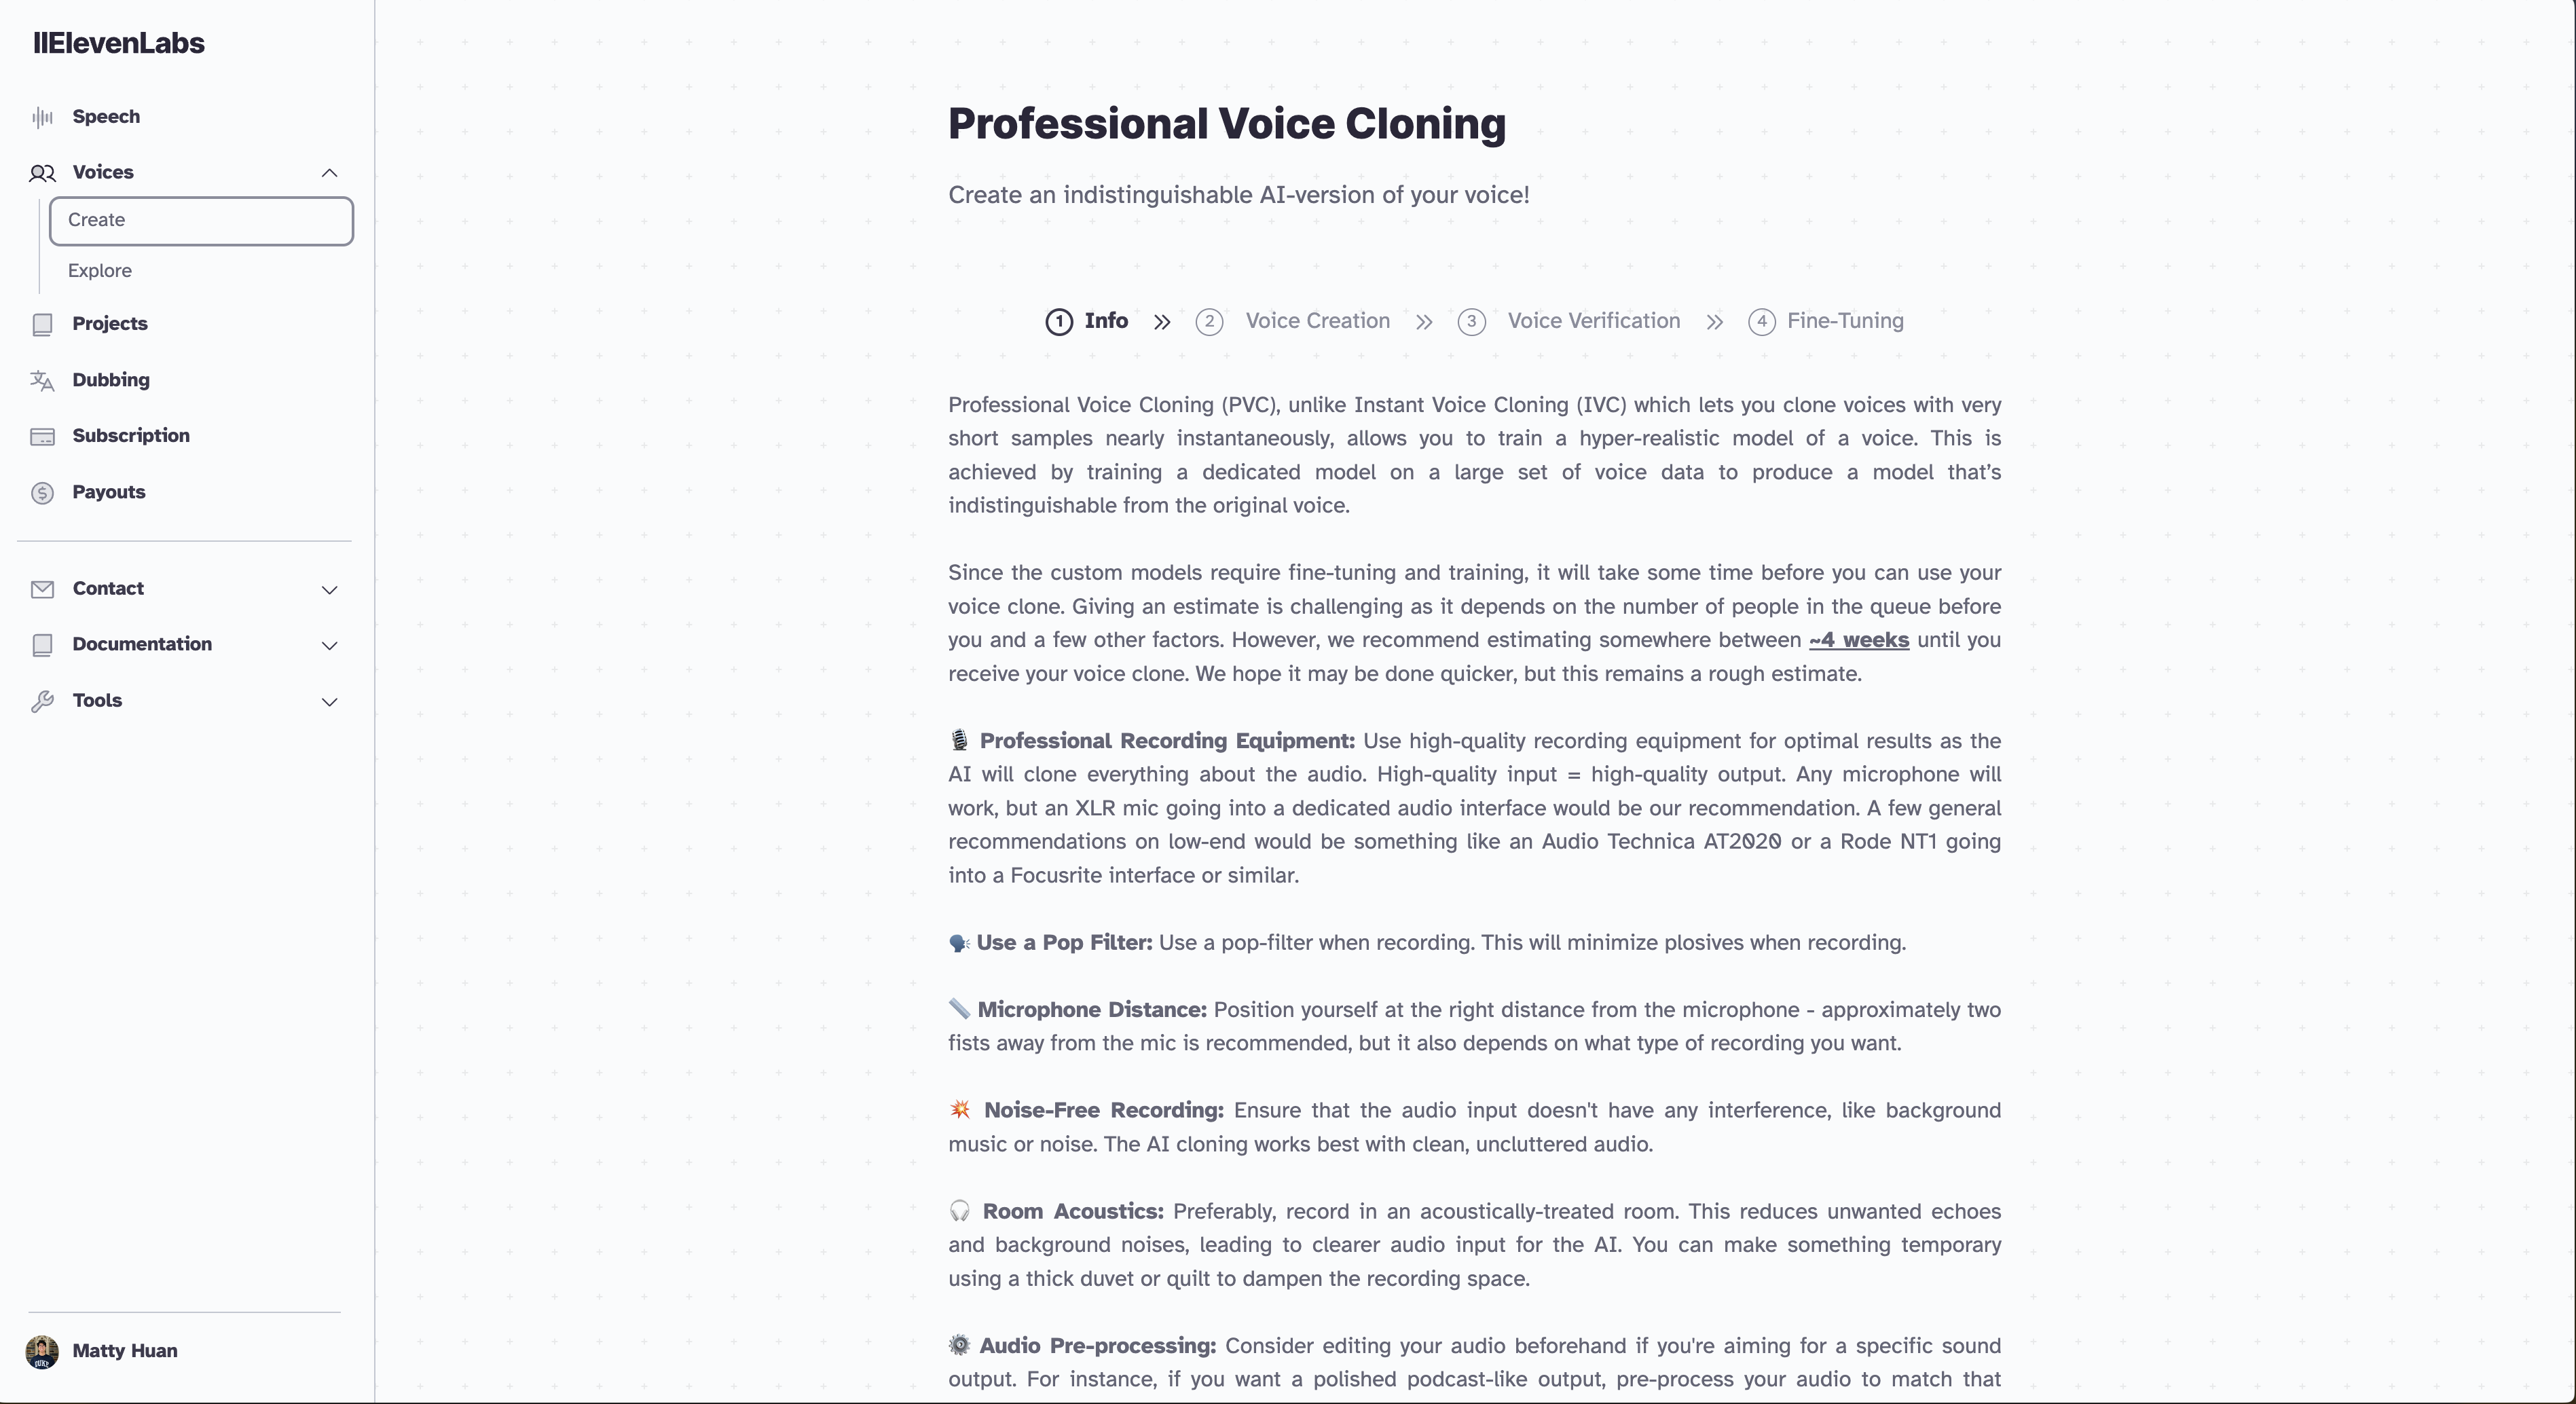 IIElevenLabs
Speech
Voices
Create
Explore
Projects
Dubbing
Subscription
Payouts
Contact
Documentation
Tools
Matty Huan
Professional Voice Cloning
Create an indistinguishable AI-version of your voice!
1 Info » 2 Voice Creation » 3 Voice Verification » 4 Fine-Tuning
Professional Voice Cloning (PVC), unlike Instant Voice Cloning (IVC) which lets you clone voices with very
short samples nearly instantaneously, allows you to train a hyper-realistic model of a voice. This is
achieved by training a dedicated model on a large set of voice data to produce a model that’s
indistinguishable from the original voice.
Since the custom models require fine-tuning and training, it will take some time before you can use your
voice clone. Giving an estimate is challenging as it depends on the number of people in the queue before
you and a few other factors. However, we recommend estimating somewhere between ~4 weeks until you
receive your voice clone. We hope it may be done quicker, but this remains a rough estimate.
🎙️ Professional Recording Equipment: Use high-quality recording equipment for optimal results as the
AI will clone everything about the audio. High-quality input = high-quality output. Any microphone will
work, but an XLR mic going into a dedicated audio interface would be our recommendation. A few general
recommendations on low-end would be something like an Audio Technica AT2020 or a Rode NT1 going
into a Focusrite interface or similar.
🗣️ Use a Pop Filter: Use a pop-filter when recording. This will minimize plosives when recording.
📏 Microphone Distance: Position yourself at the right distance from the microphone - approximately two
fists away from the mic is recommended, but it also depends on what type of recording you want.
💥 Noise-Free Recording: Ensure that the audio input doesn't have any interference, like background
music or noise. The AI cloning works best with clean, uncluttered audio.
🎧 Room Acoustics: Preferably, record in an acoustically-treated room. This reduces unwanted echoes
and background noises, leading to clearer audio input for the AI. You can make something temporary
using a thick duvet or quilt to dampen the recording space.
⚙️ Audio Pre-processing: Consider editing your audio beforehand if you're aiming for a specific sound
output. For instance, if you want a polished podcast-like output, pre-process your audio to match that